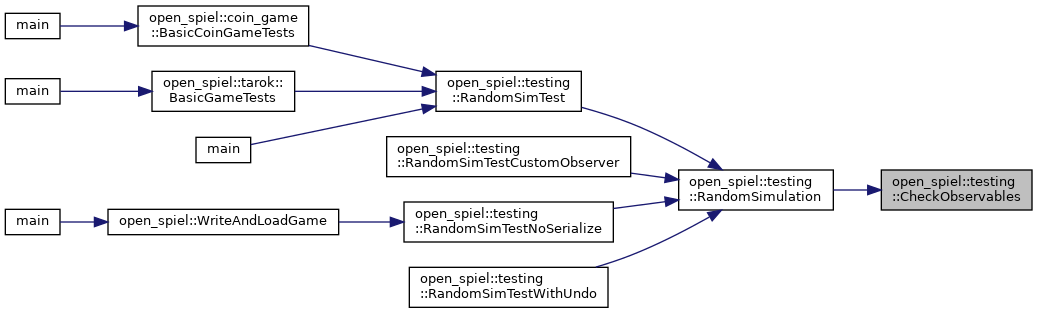 main
open_spiel::coin_game
::BasicCoinGameTests
main
open_spiel::tarok::
BasicGameTests
main
open_spiel::testing
::RandomSimTest
open_spiel::testing
::RandomSimTestCustomObserver
main
open_spiel::WriteAndLoadGame
open_spiel::testing
::RandomSimTestNoSerialize
open_spiel::testing
::RandomSimTestWithUndo
open_spiel::testing
::RandomSimulation
open_spiel::testing
::CheckObservables